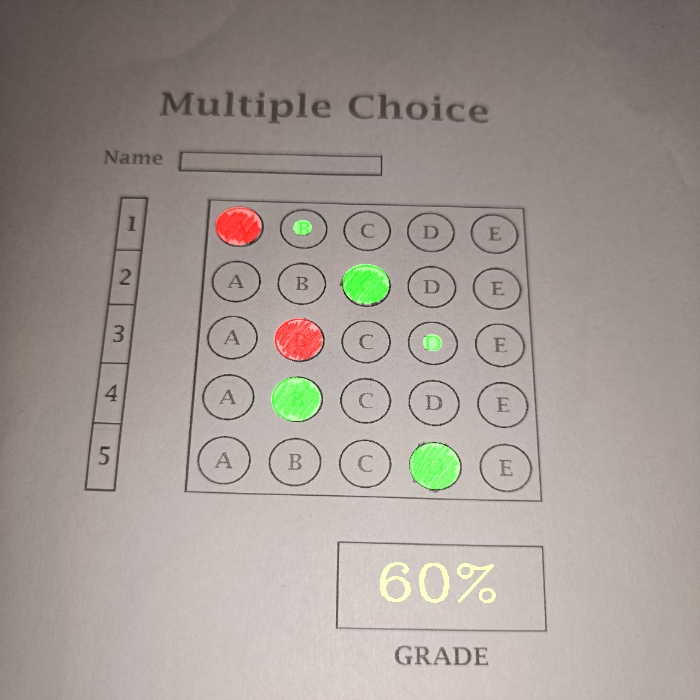 Multiple Choice
Name
1 B C D E
2 A B D E
3 A B C D E
4 A B C D E
5 A B C D E
60%
GRADE